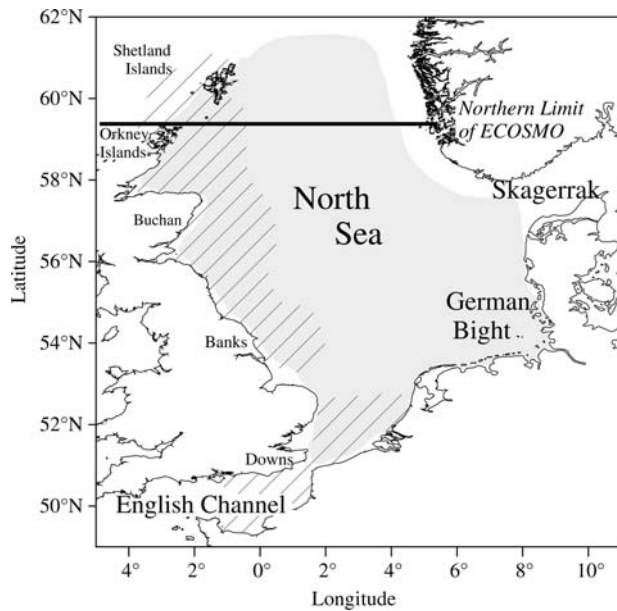 62°N
60°N
58°N
56°N
54°N
52°N
50°N
Latitude
Shetland
Islands
Orkney
Islands
Northern Limit
of ECOSMO
Skagerrak
North
Sea
Buchan
German
Bight
Banks
Downs
English Channel
4°
2°
0°
2°
4°
6°
8°
10°
Longitude